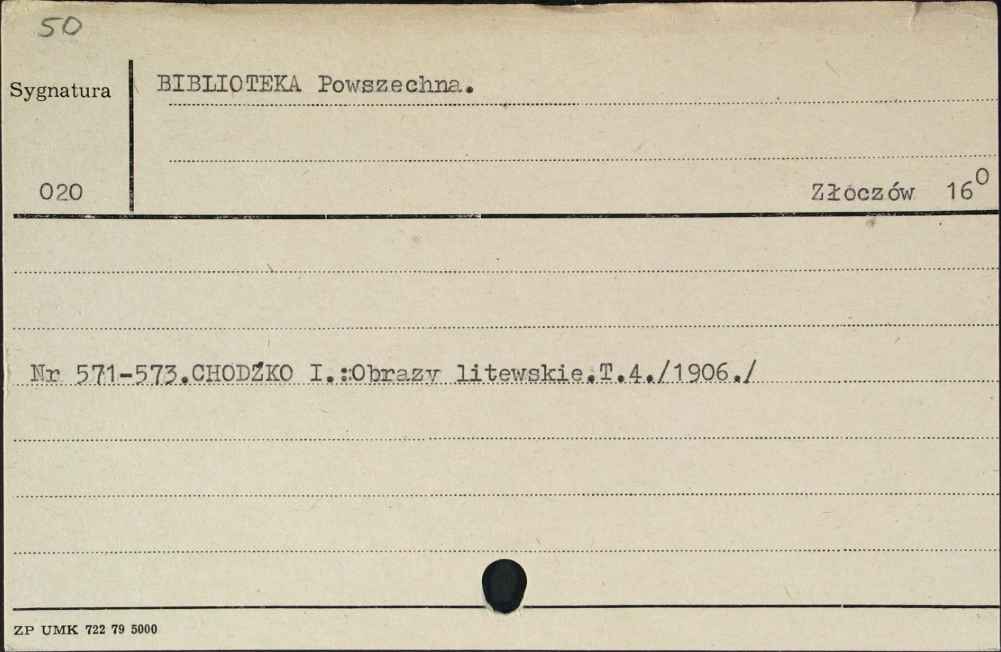 50
Sygnatura
BIBLIOTEKA Powszechna.
020
Złoczów 16⁰
Nr 571-573.CHODŹKO I.::Obrazy litewskie.T.4./1906./
ZP UMK 722 79 5000